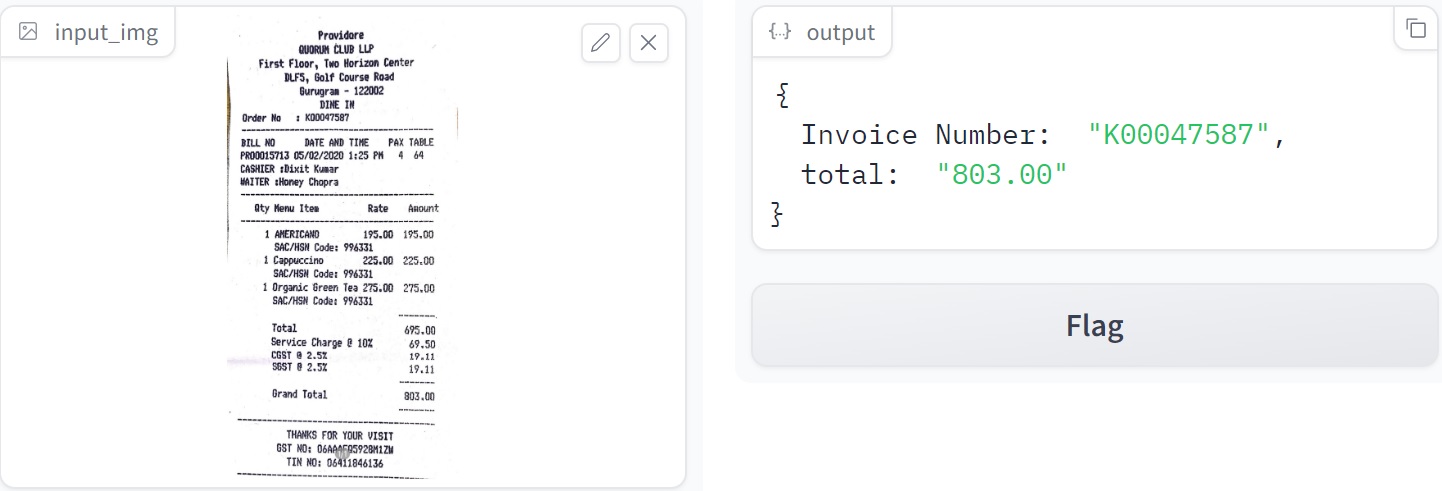 input_img
Providore
QUORUM CLUB LLP
First Floor, Two Horizon Center
DLF5, Golf Course Road
Gurugram - 122002
DINE IN
Order No : K00047587
BILL NO DATE AND TIME PAX TABLE
PRO0015713 05/02/2020 1:25 PM 4 64
CASHIER :Dixit Kumar
WAITER :Honey Chopra
Qty Menu Item Rate Amount
1 AMERICANO 195.00 195.00
SAC/HSN Code: 996331
1 Cappuccino 225.00 225.00
SAC/HSN Code: 996331
1 Organic Green Tea 275.00 275.00
SAC/HSN Code: 996331
Total 695.00
Service Charge @ 10% 69.50
CGST @ 2.5% 19.11
SGST @ 2.5% 19.11
Grand Total 803.00
THANKS FOR YOUR VISIT
GST NO:
TIN NO: 06411846136
{..} output
{
Invoice Number: "K00047587",
total: "803.00"
}
Flag